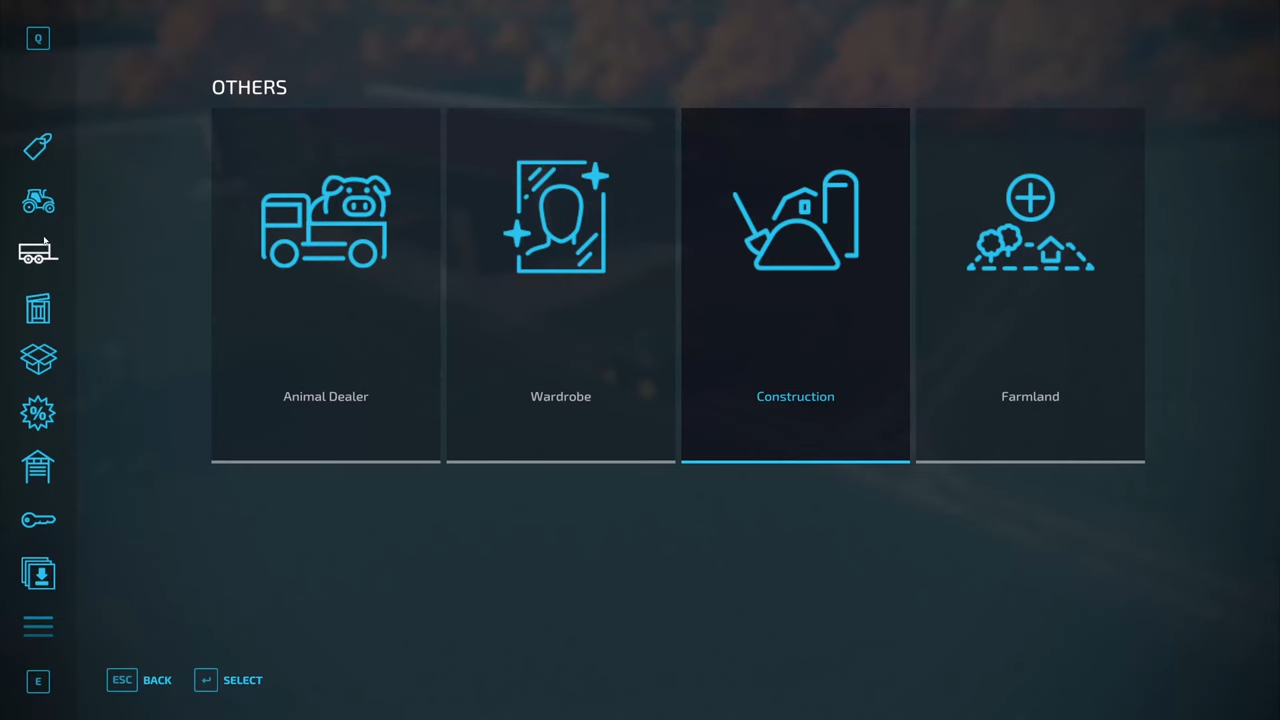 Q
OTHERS
Animal Dealer
Wardrobe
Construction
Farmland
%
E
ESC BACK
SELECT